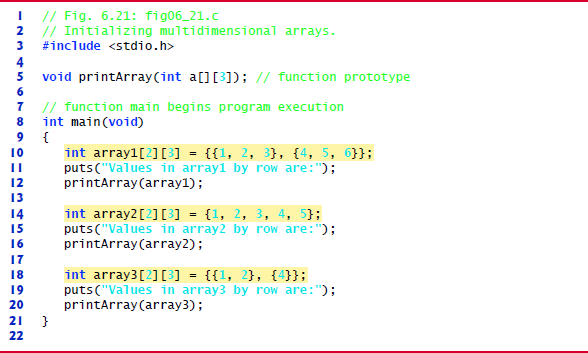 1 // Fig. 6.21: fig06_21.c
2 // Initializing multidimensional arrays.
3 #include <stdio.h>
4
5 void printArray(int a[][3]); // function prototype
6
7 // function main begins program execution
8 int main(void)
9 {
10    int array1[2][3] = {{1, 2, 3}, {4, 5, 6}};
11    puts("Values in array1 by row are:");
12    printArray(array1);
13
14    int array2[2][3] = {1, 2, 3, 4, 5};
15    puts("Values in array2 by row are:");
16    printArray(array2);
17
18    int array3[2][3] = {{1, 2}, {4}};
19    puts("Values in array3 by row are:");
20    printArray(array3);
21 }
22